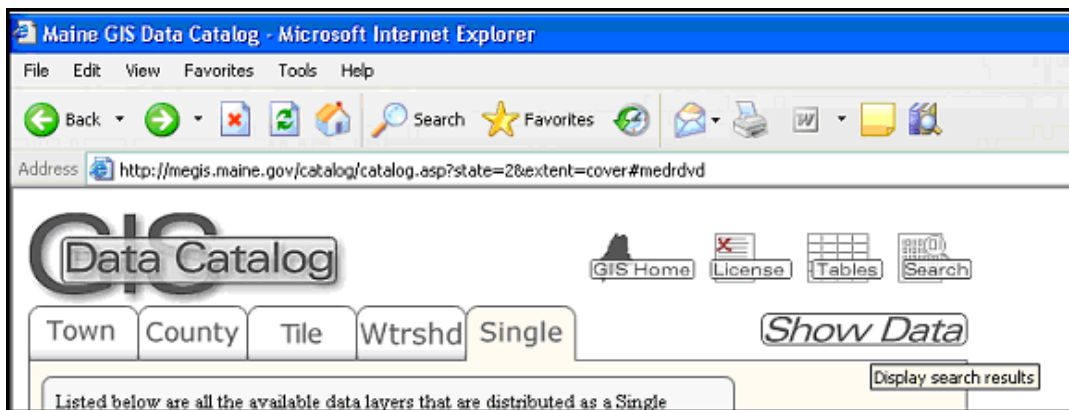 Maine GIS Data Catalog - Microsoft Internet Explorer
File Edit View Favorites Tools Help
Back Search Favorites W
Address http://megis.maine.gov/catalog/catalog.asp?state=2&extent=cover#medrdvd
GIS
Data Catalog
GIS Home License Tables Search
Town County Tile Wtrshd Single Show Data
Display search results
Listed below are all the available data layers that are distributed as a Single